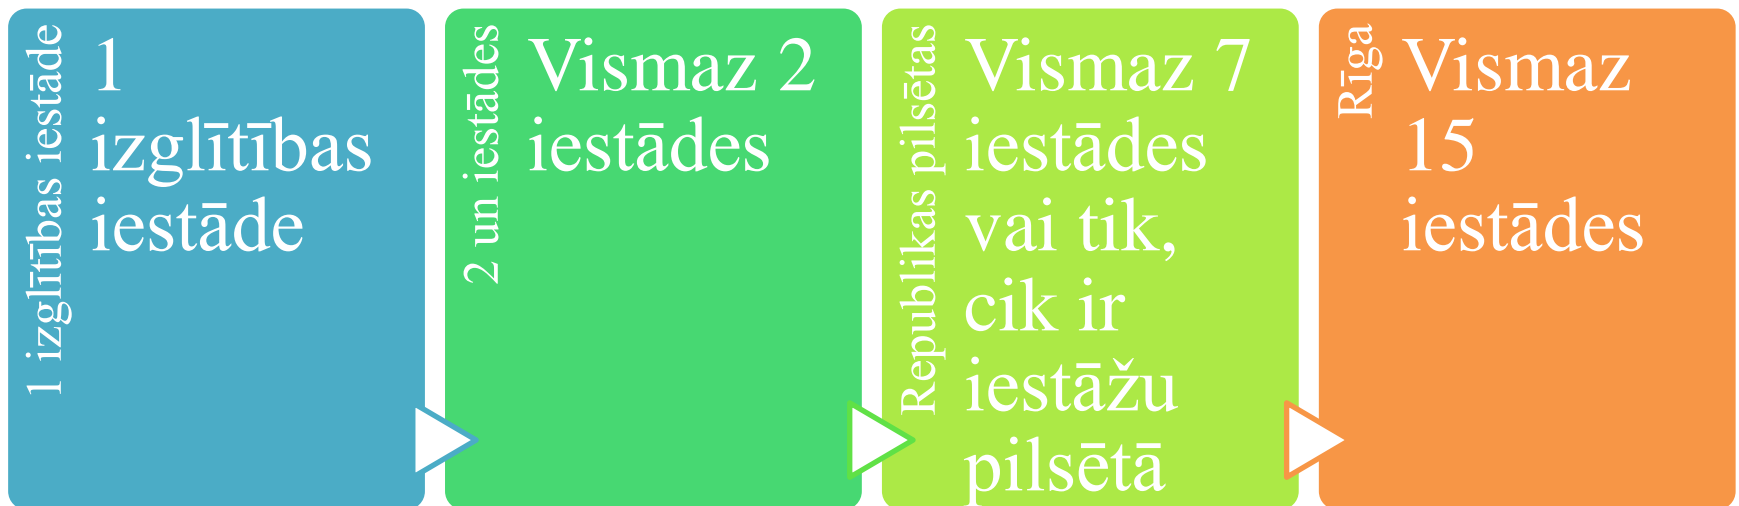 1 izglītības iestāde
1
izglītības
iestāde
2 un iestādes
Vismaz 2
iestādes
Republikas pilsētas
Vismaz 7
iestādes
vai tik,
cik ir
iestāžu
pilsētā
Rīga
Vismaz
15
iestādes